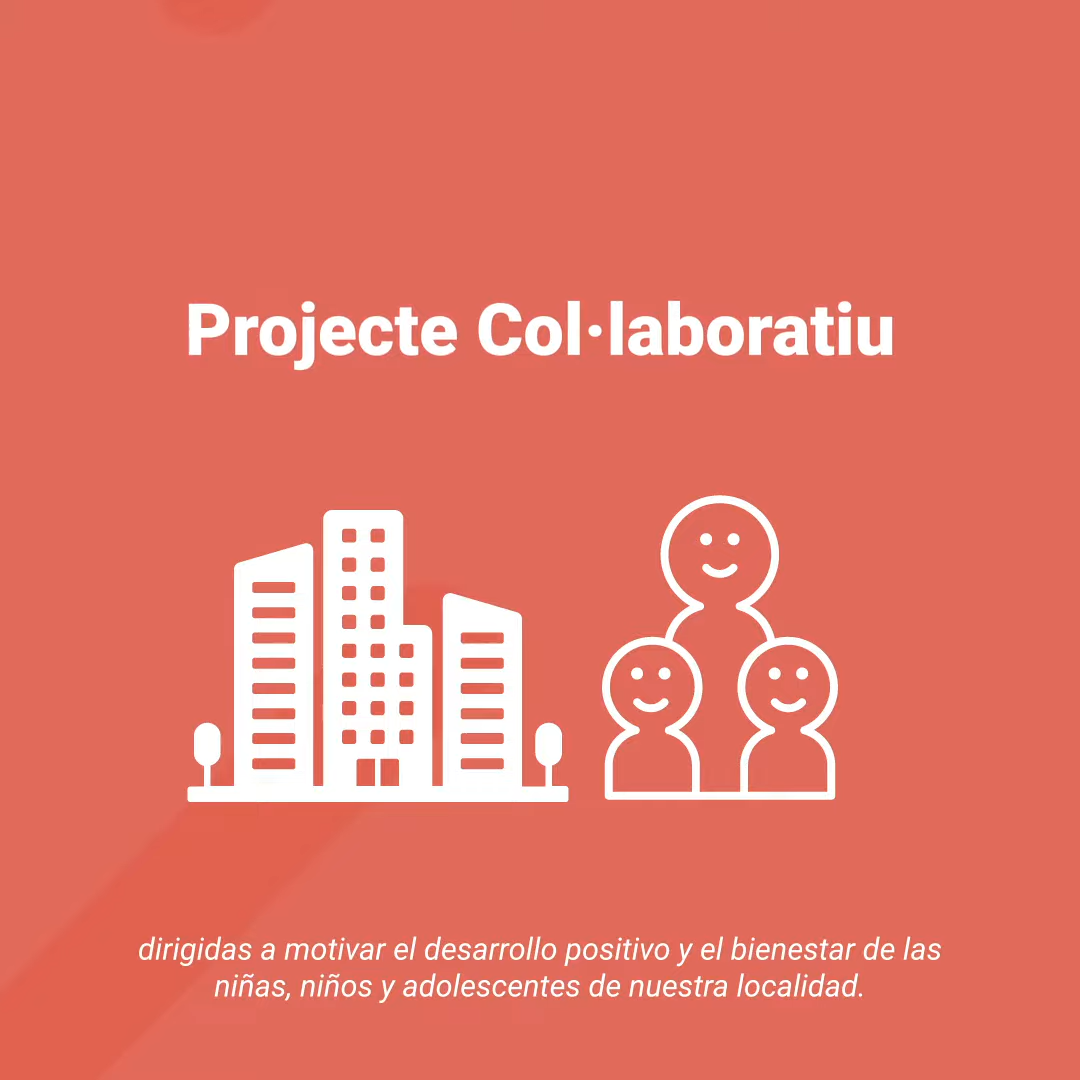 Projecte Col·laboratiu
dirigidas a motivar el desarrollo positivo y el bienestar de las
niñas, niños y adolescentes de nuestra localidad.